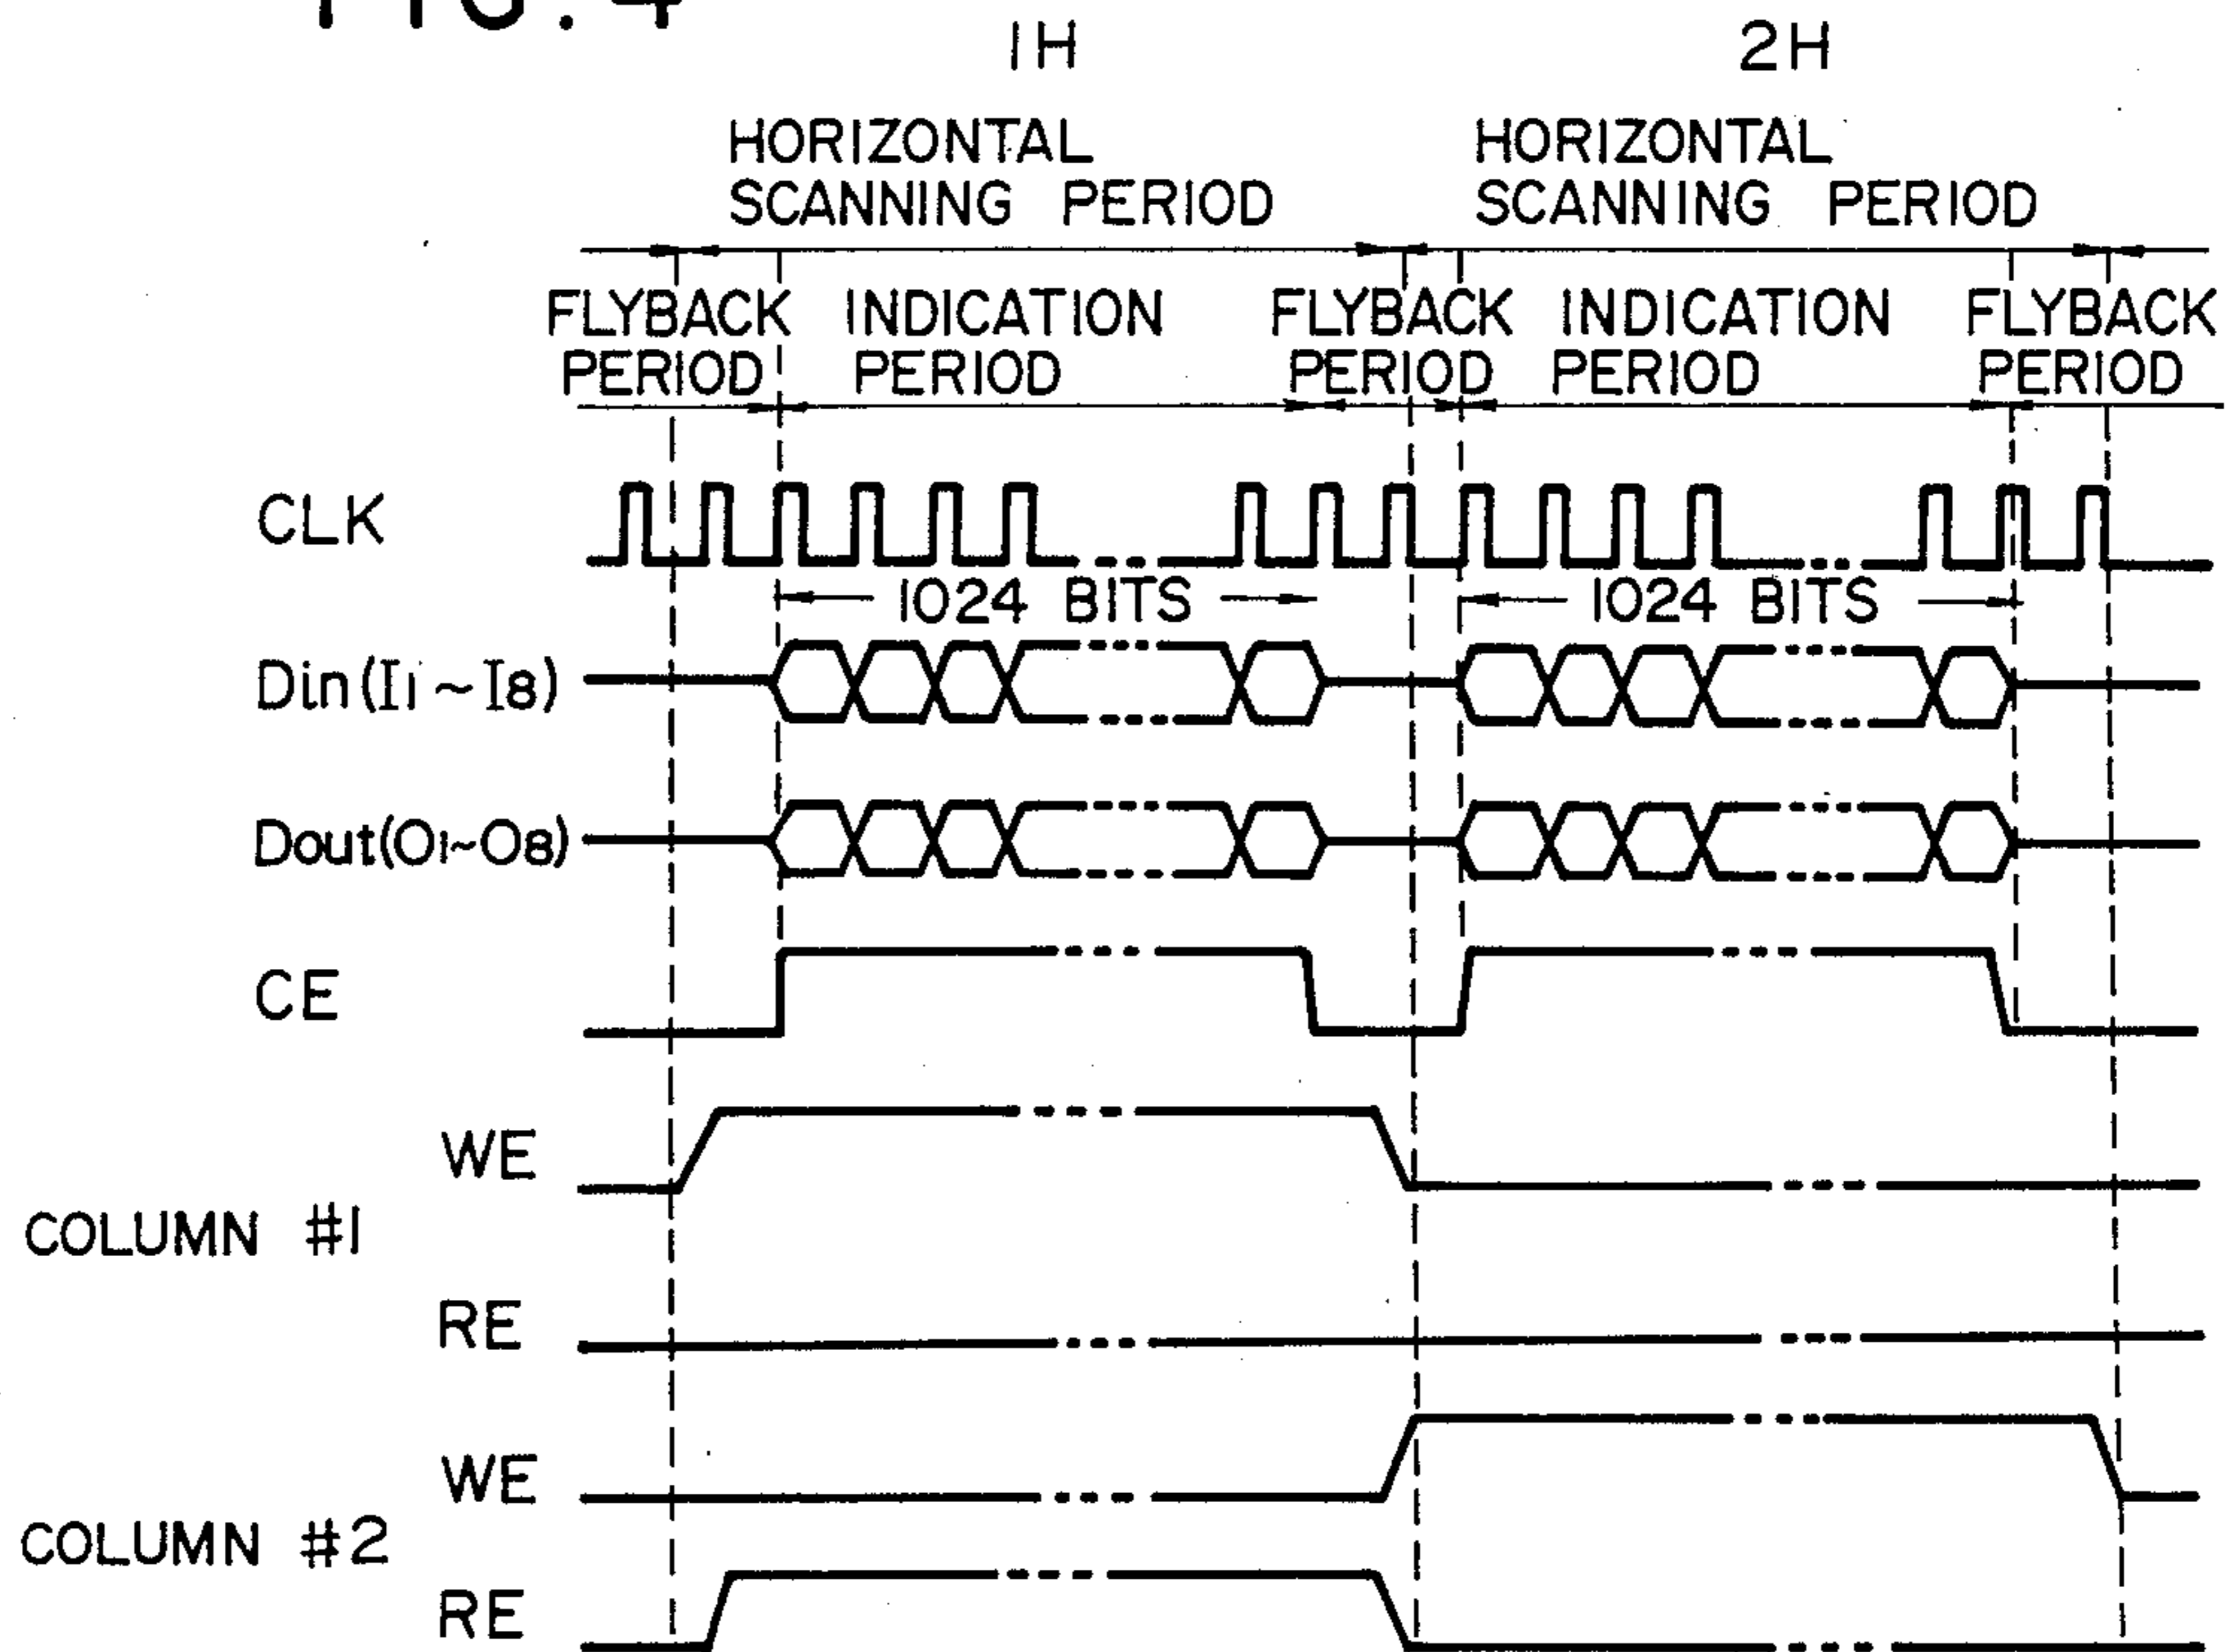 FIG. 4
1H 2H
HORIZONTAL HORIZONTAL
SCANNING PERIOD SCANNING PERIOD
FLYBACK INDICATION FLYBACK INDICATION FLYBACK
PERIOD PERIOD PERIOD PERIOD PERIOD
CLK
1024 BITS 1024 BITS
Din(I1~I8)
Dout(O1~O8)
CE
WE
COLUMN #1
RE
WE
COLUMN #2
RE